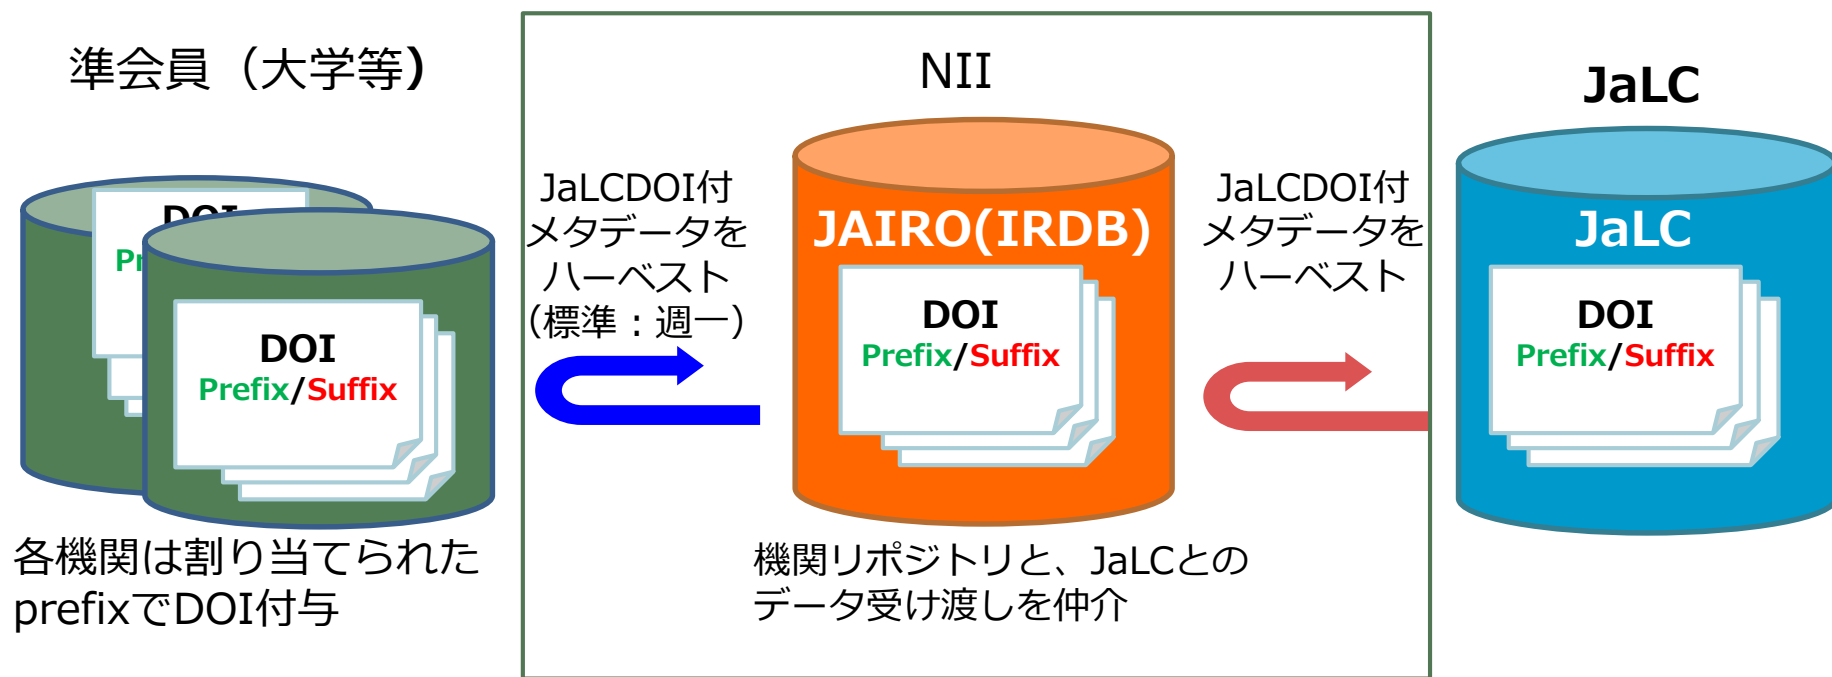 準会員（大学等）
DOI
Pr
DOI
Prefix/Suffix
各機関は割り当てられた
prefixでDOI付与
NII
JaLCDOI付
メタデータを
ハーベスト
（標準：週一）
JAIRO(IRDB)
DOI
Prefix/Suffix
機関リポジトリと、JaLCとの
データ受け渡しを仲介
JaLCDOI付
メタデータを
ハーベスト
JaLC
JaLC
DOI
Prefix/Suffix